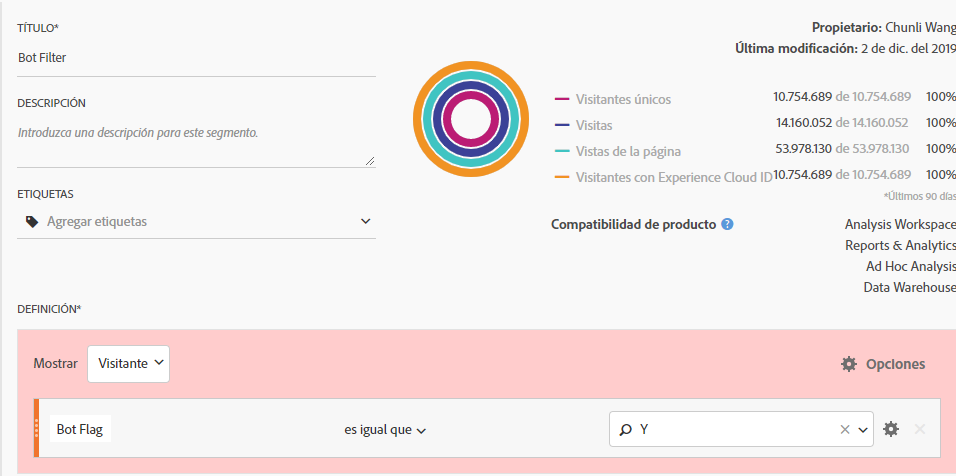 TÍTULO*
Bot Filter
DESCRIPCIÓN
Introduzca una descripción para este segmento.
ETIQUETAS
Agregar etiquetas
Propietario: Chunli Wang
Última modificación: 2 de dic. del 2019
Visitantes únicos 10.754.689 de 10.754.689 100%
Visitas 14.160.052 de 14.160.052 100%
Vistas de la página 53.978.130 de 53.978.130 100%
Visitantes con Experience Cloud ID 10.754.689 de 10.754.689 100%
*Últimos 90 días
Compatibilidad de producto ? Analysis Workspace
Reports & Analytics
Ad Hoc Analysis
Data Warehouse
DEFINICIÓN*
Mostrar Visitante Opciones
Bot Flag es igual que Y